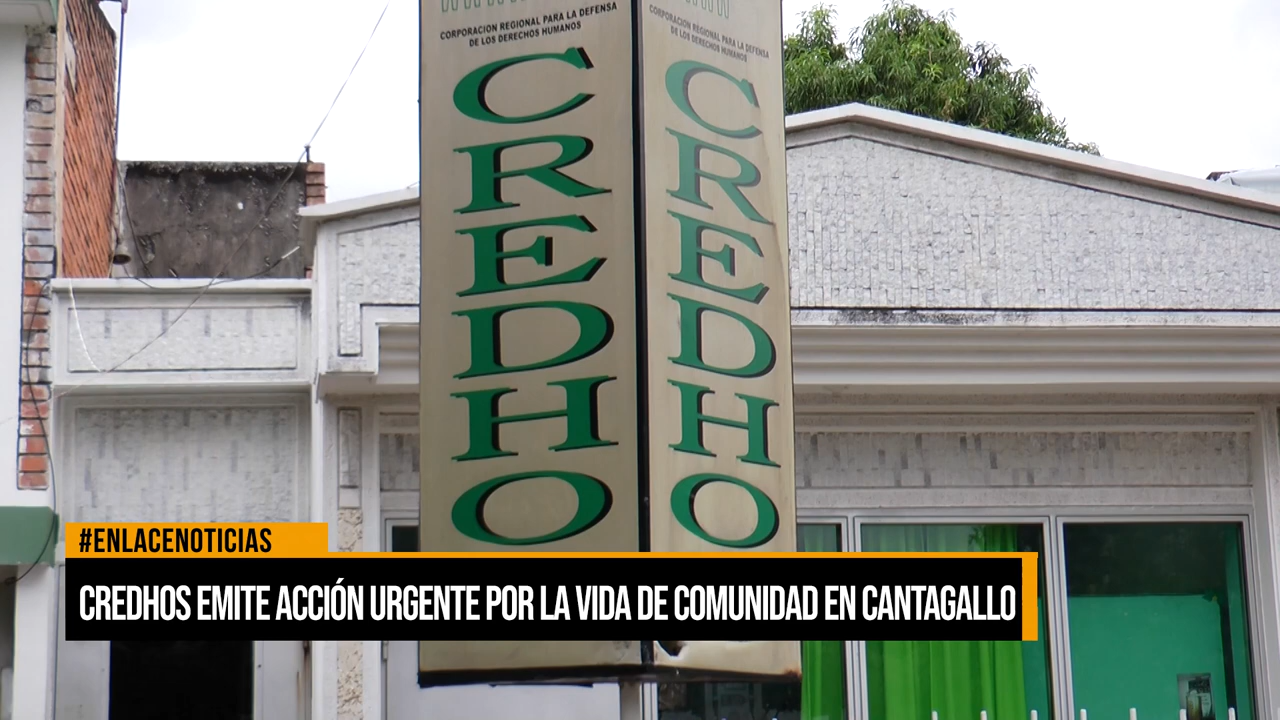 CORPORACION REGIONAL PARA LA DEFENSA
DE LOS DERECHOS HUMANOS
CREDHO
CORPORACION REGIONAL PARA LA DEFENSA
DE LOS DERECHOS HUMANOS
CREDHO
#ENLACENOTICIAS
CREDHOS EMITE ACCIÓN URGENTE POR LA VIDA DE COMUNIDAD EN CANTAGALLO